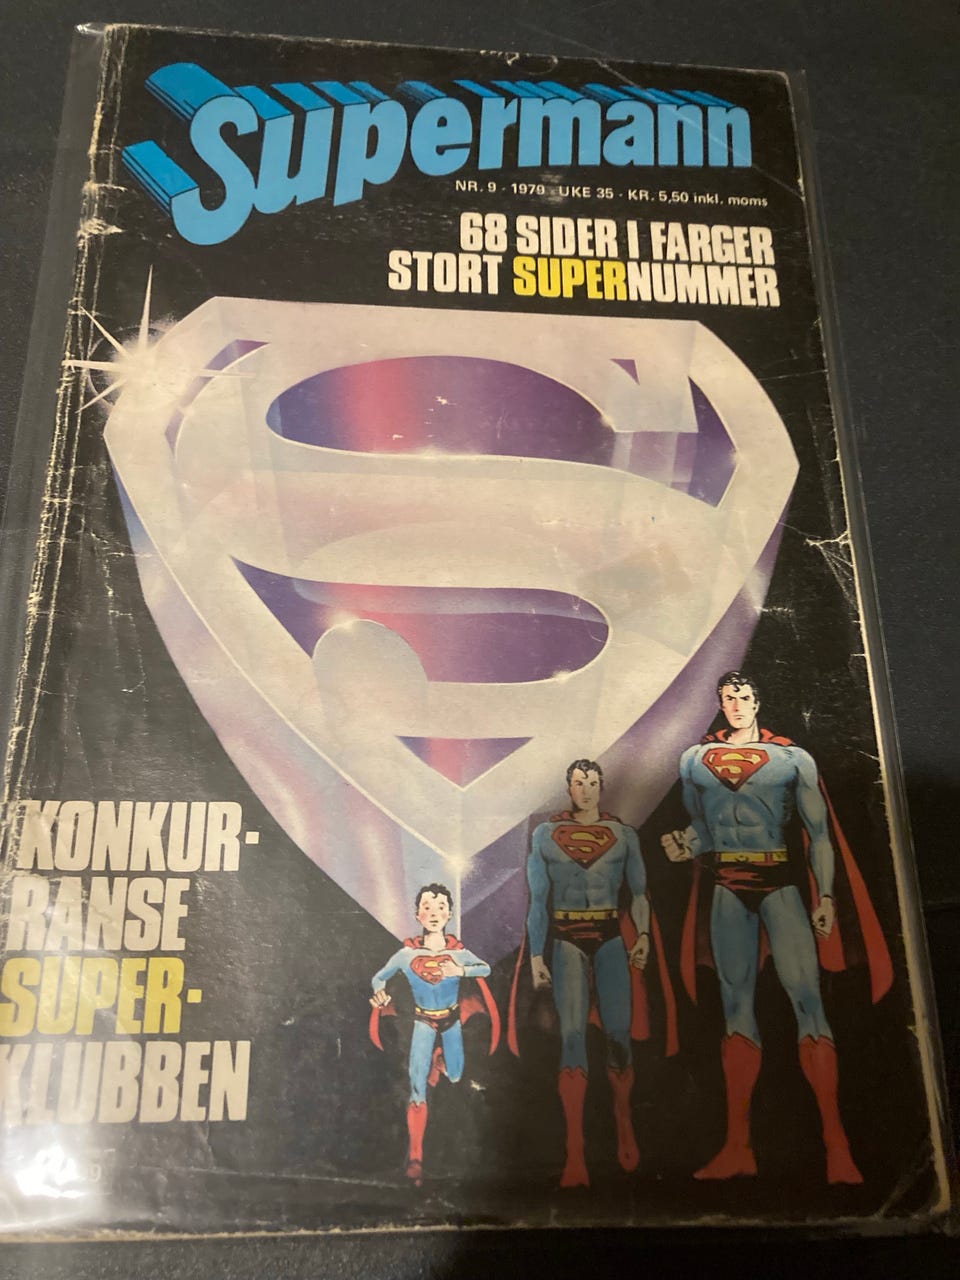 Supermann
NR. 9 · 1979 · UKE 35 · KR. 5,50 inkl. moms
68 SIDER I FARGER
STORT SUPERNUMMER
KONKUR-
RANSE
SUPER-
KLUBBEN